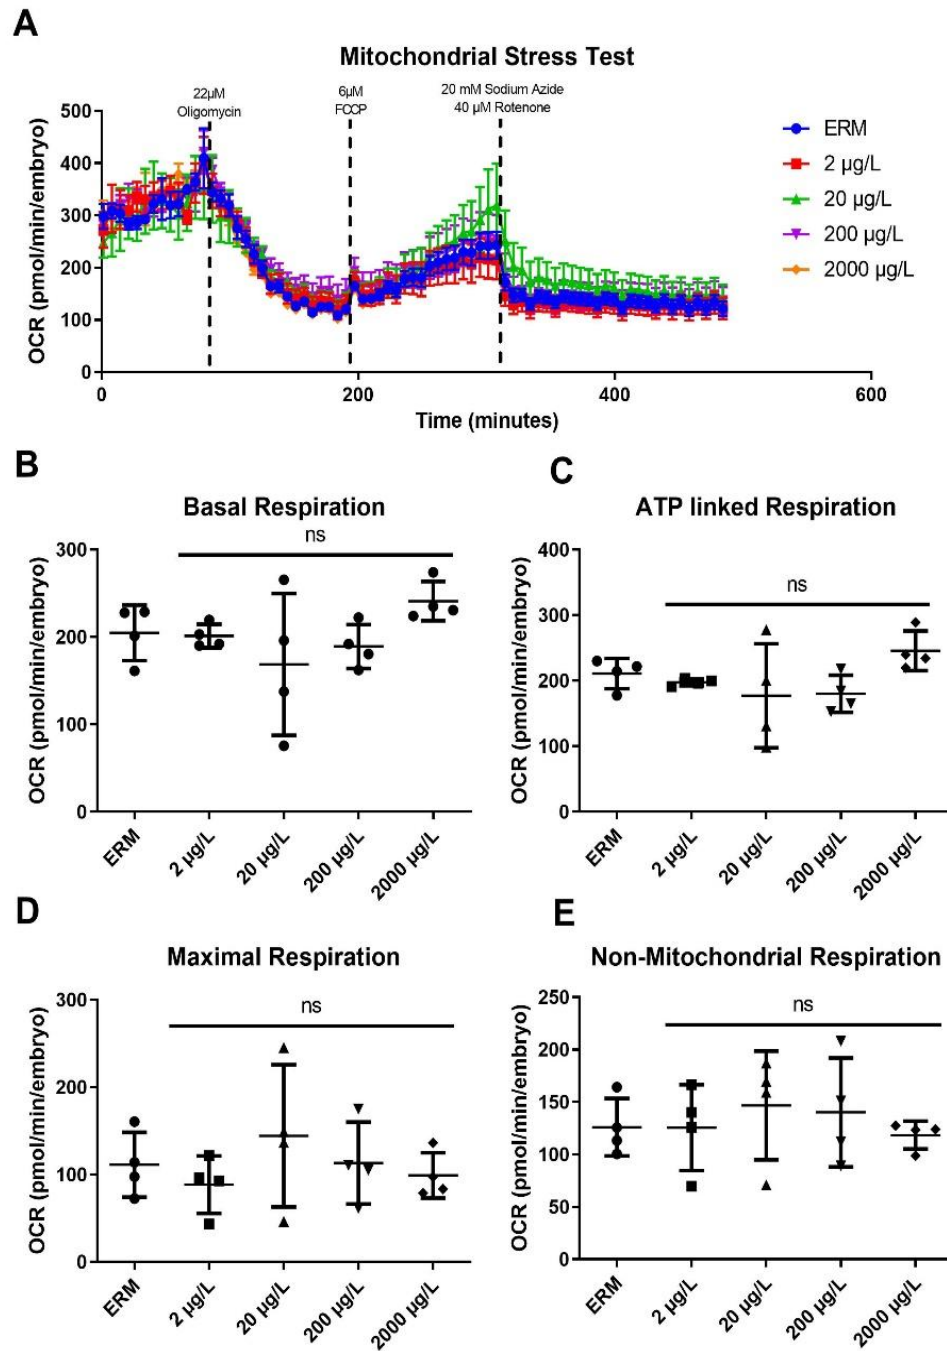 A
Mitochondrial Stress Test
22µM
Oligomycin
6µM
FCCP
20 mM Sodium Azide
40 µM Rotenone
OCR (pmol/min/embryo)
500
400
300
200
100
0
0 200 400 600
Time (minutes)
ERM
2 µg/L
20 µg/L
200 µg/L
2000 µg/L
B
Basal Respiration
ns
OCR (pmol/min/embryo)
300
200
100
0
ERM
2 µg/L
20 µg/L
200 µg/L
2000 µg/L
C
ATP linked Respiration
ns
OCR (pmol/min/embryo)
400
300
200
100
0
ERM
2 µg/L
20 µg/L
200 µg/L
2000 µg/L
D
Maximal Respiration
ns
OCR (pmol/min/embryo)
300
200
100
0
ERM
2 µg/L
20 µg/L
200 µg/L
2000 µg/L
E
Non-Mitochondrial Respiration
ns
OCR (pmol/min/embryo)
250
200
150
100
50
0
ERM
2 µg/L
20 µg/L
200 µg/L
2000 µg/L